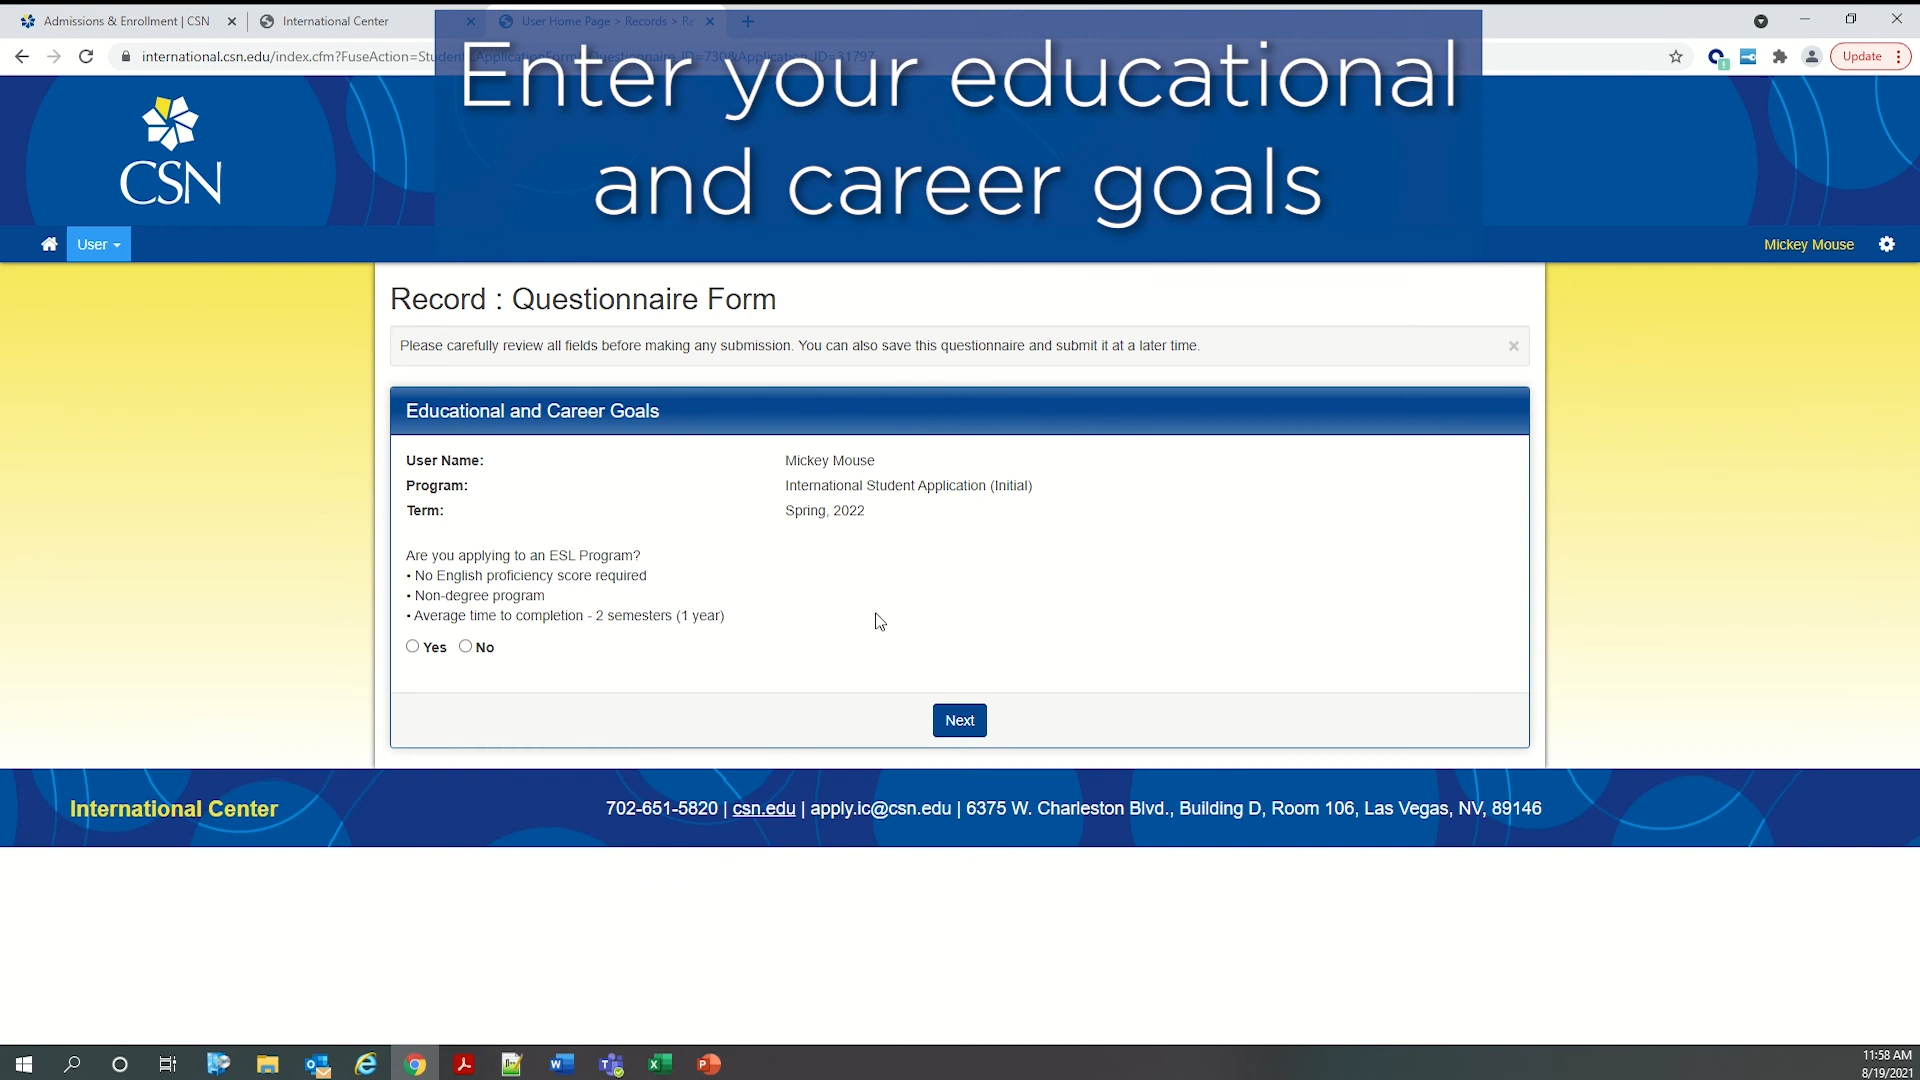 Admissions & Enrollment | CSN
International Center
User Home Page > Records > Re
international.csn.edu/index.cfm?FuseAction=Student.ApplicationForm&Questionnaire_ID=730&Application_ID=31797
Update
Enter your educational
and career goals
CSN
User
Mickey Mouse
Record : Questionnaire Form
Please carefully review all fields before making any submission. You can also save this questionnaire and submit it at a later time.
Educational and Career Goals
User Name: Mickey Mouse
Program: International Student Application (Initial)
Term: Spring, 2022
Are you applying to an ESL Program?
• No English proficiency score required
• Non-degree program
• Average time to completion - 2 semesters (1 year)
Yes No
Next
International Center
702-651-5820 | csn.edu | apply.ic@csn.edu | 6375 W. Charleston Blvd., Building D, Room 106, Las Vegas, NV, 89146
11:58 AM
8/19/2021